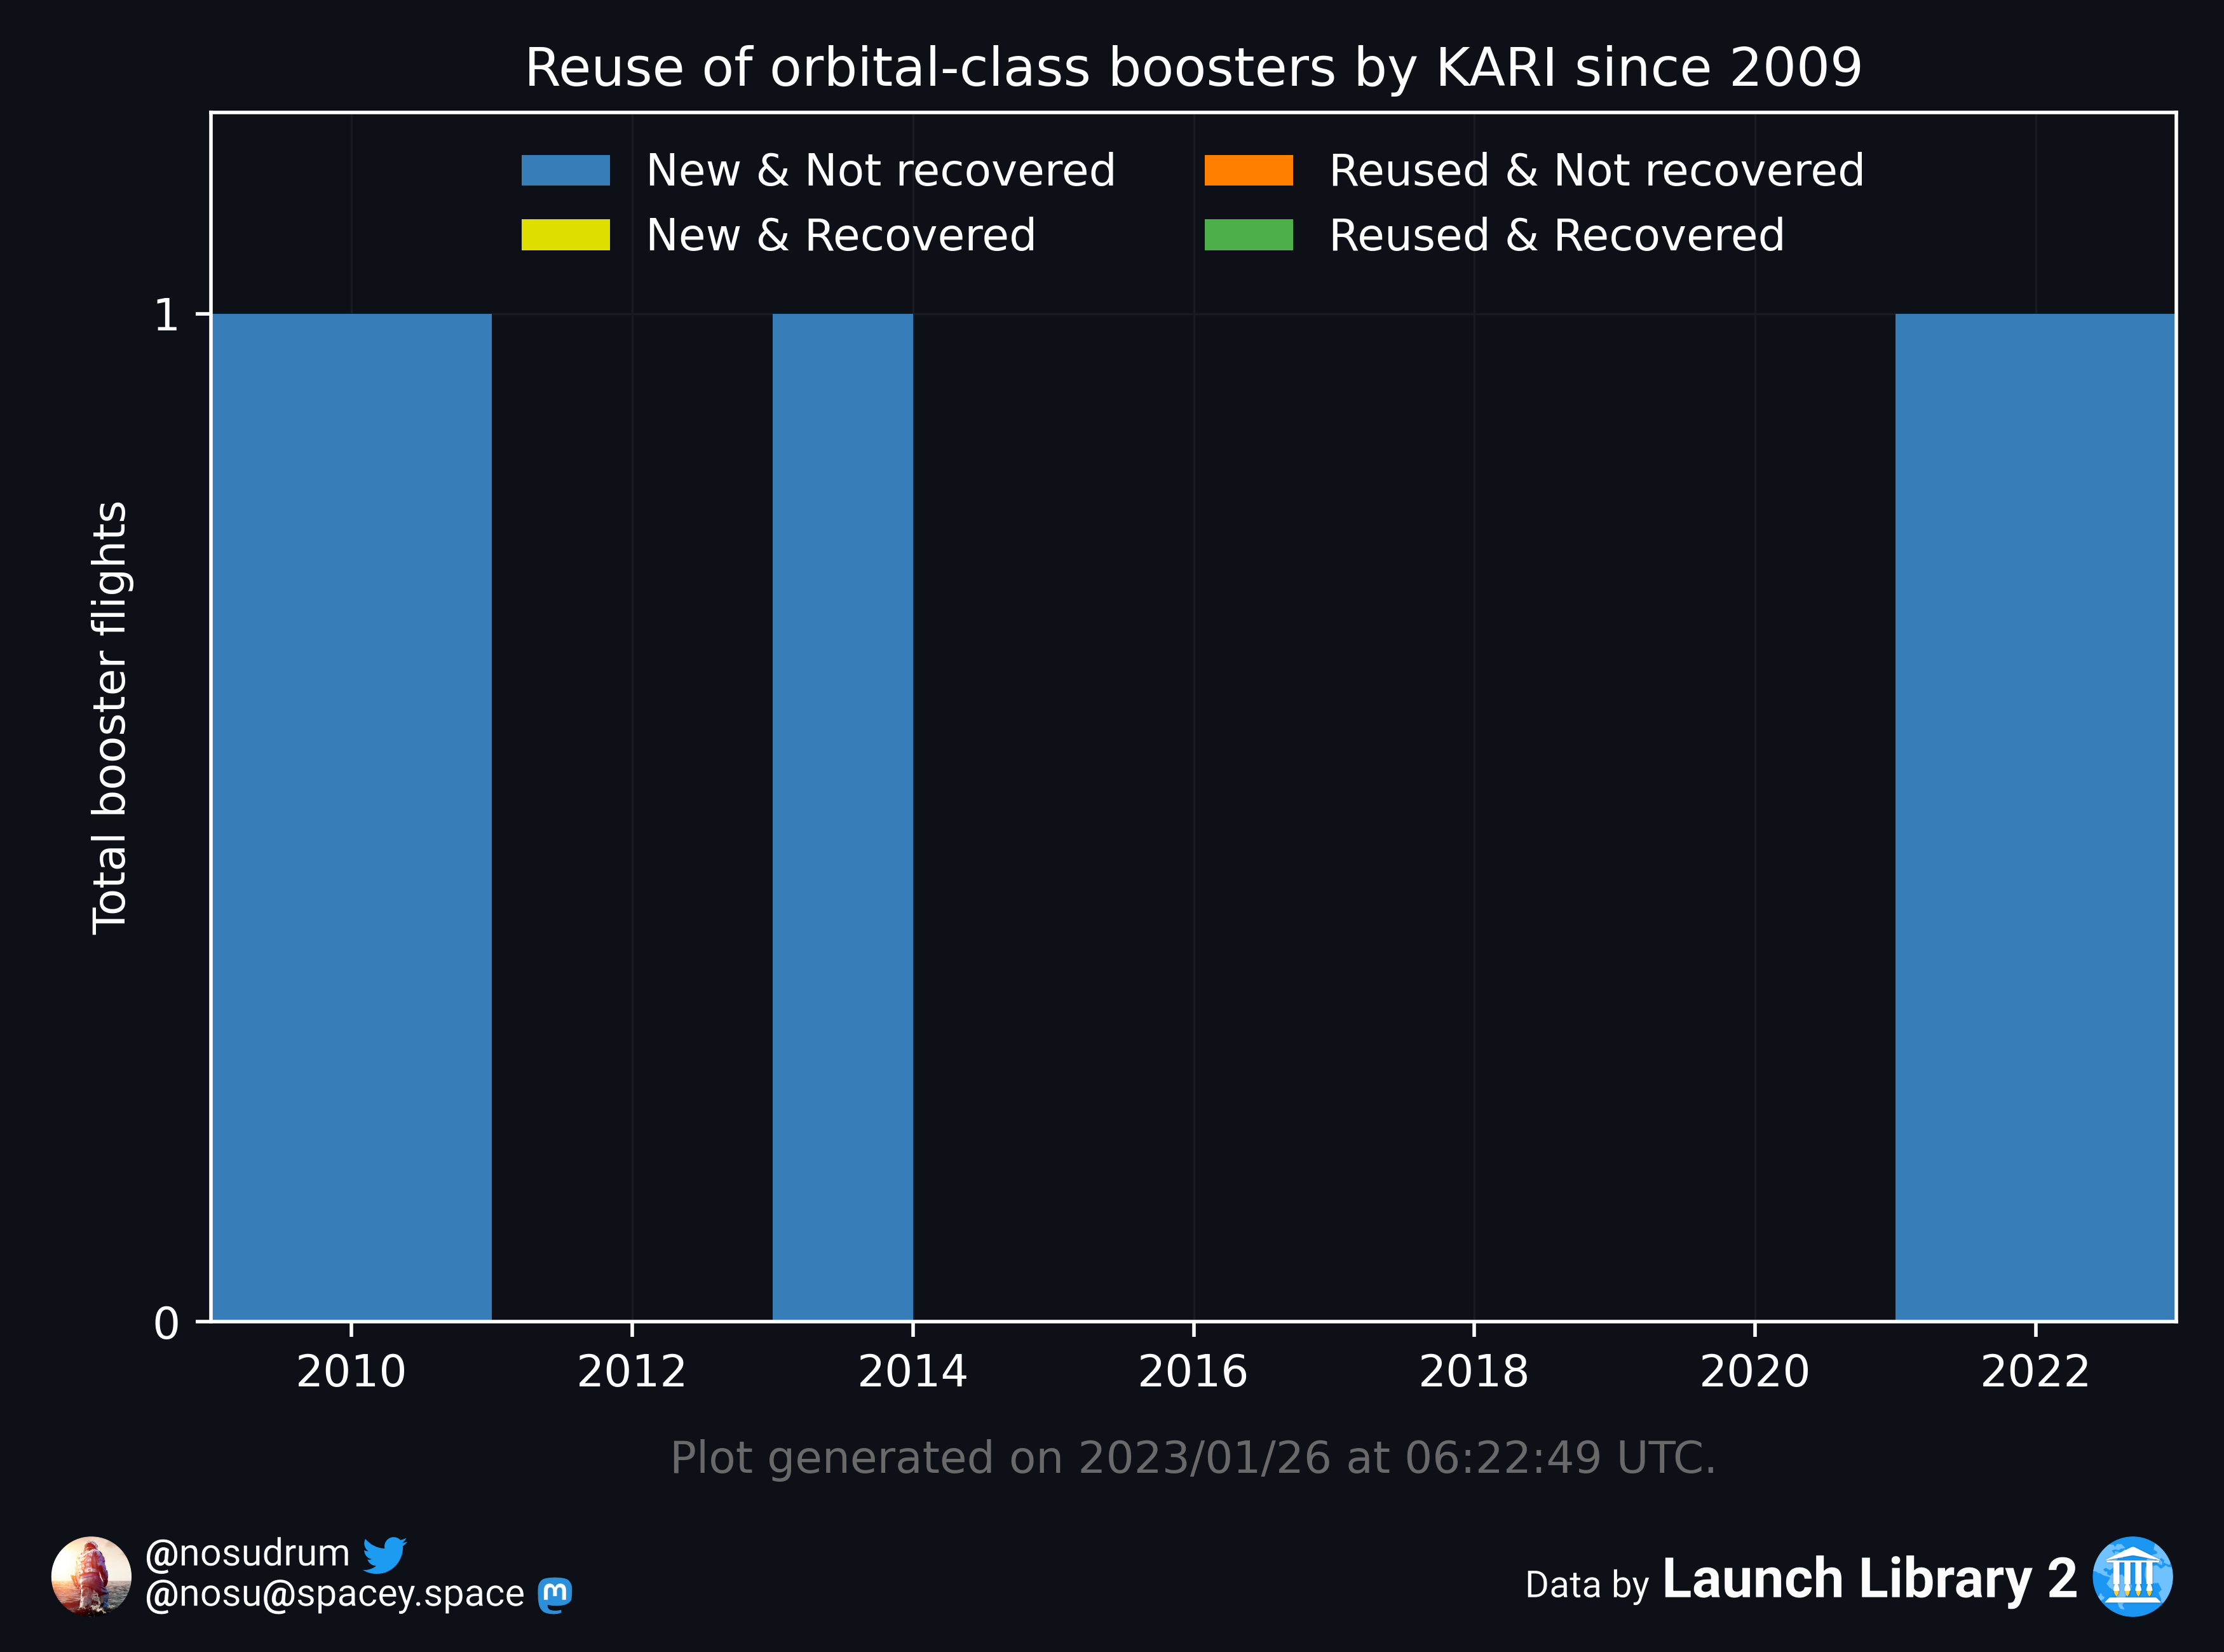 Reuse of orbital-class boosters by KARI since 2009
New & Not recovered
New & Recovered
Reused & Not recovered
Reused & Recovered
Total booster flights
1
0
2010 2012 2014 2016 2018 2020 2022
Plot generated on 2023/01/26 at 06:22:49 UTC.
@nosudrum
@nosu@spacey.space
Data by Launch Library 2